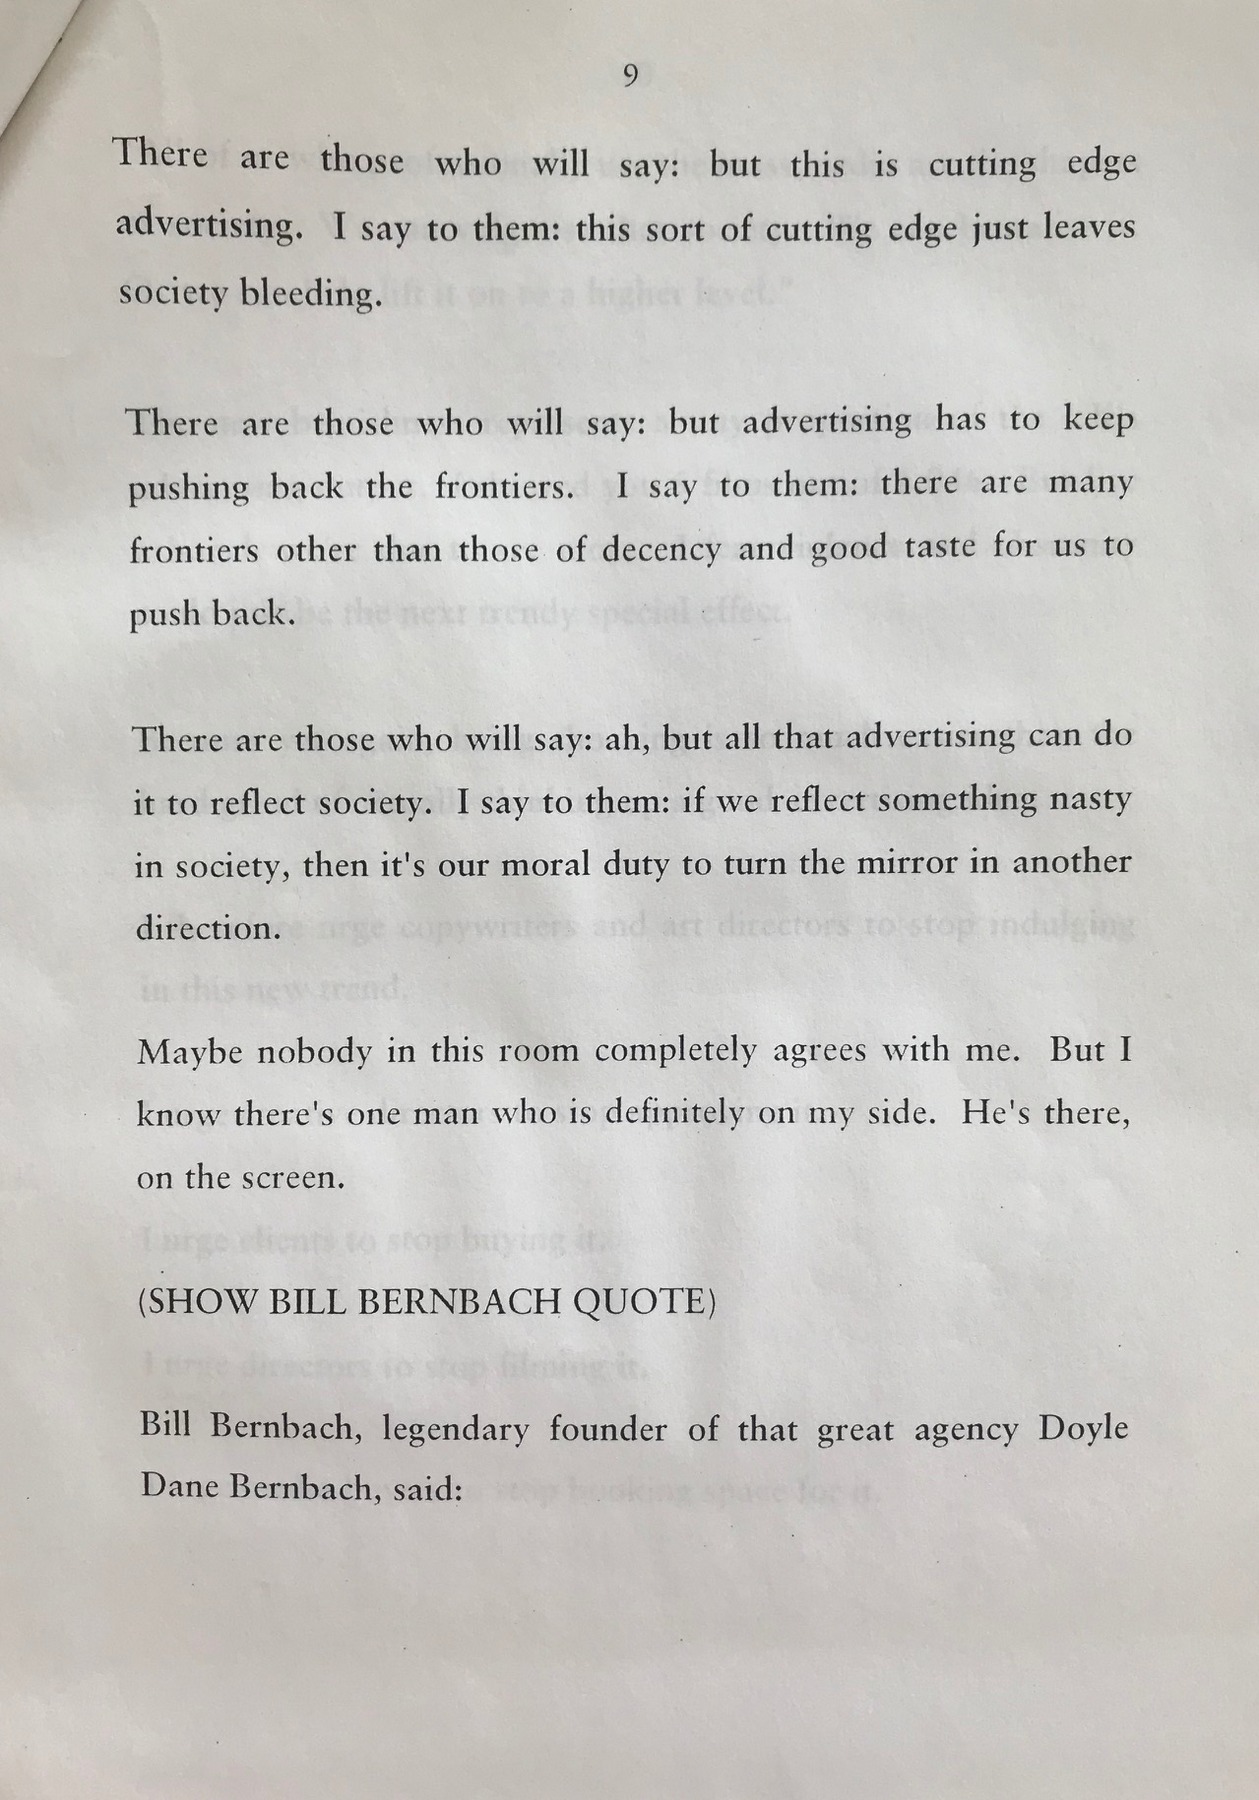 9
There are those who will say: but this is cutting edge
advertising. I say to them: this sort of cutting edge just leaves
society bleeding.
There are those who will say: but advertising has to keep
pushing back the frontiers. I say to them: there are many
frontiers other than those of decency and good taste for us to
push back.
There are those who will say: ah, but all that advertising can do
it to reflect society. I say to them: if we reflect something nasty
in society, then it's our moral duty to turn the mirror in another
direction.
Maybe nobody in this room completely agrees with me. But I
know there's one man who is definitely on my side. He's there,
on the screen.
(SHOW BILL BERNBACH QUOTE)
Bill Bernbach, legendary founder of that great agency Doyle
Dane Bernbach, said: